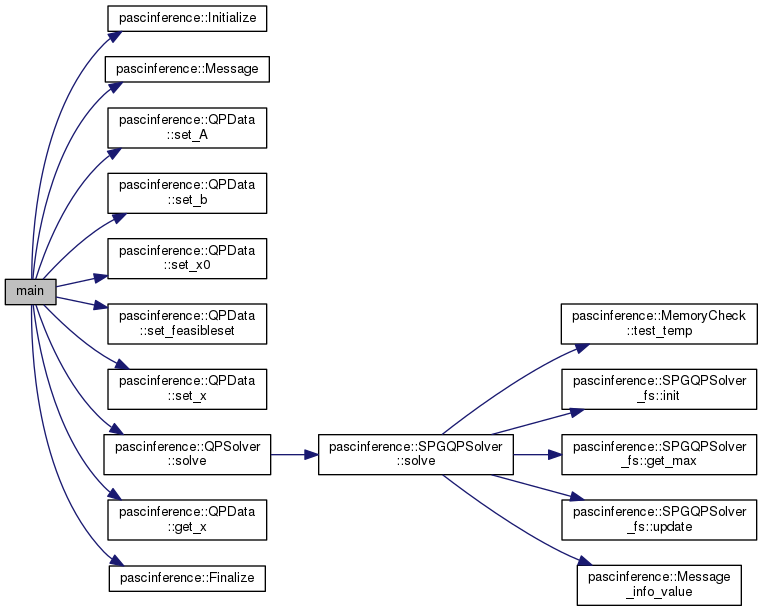 main
pascinference::Initialize
pascinference::Message
pascinference::QPData
::set_A
pascinference::QPData
::set_b
pascinference::QPData
::set_x0
pascinference::QPData
::set_feasibleset
pascinference::QPData
::set_x
pascinference::QPSolver
::solve
pascinference::QPData
::get_x
pascinference::Finalize
pascinference::SPGQPSolver
::solve
pascinference::MemoryCheck
::test_temp
pascinference::SPGQPSolver
_fs::init
pascinference::SPGQPSolver
_fs::get_max
pascinference::SPGQPSolver
_fs::update
pascinference::Message
_info_value